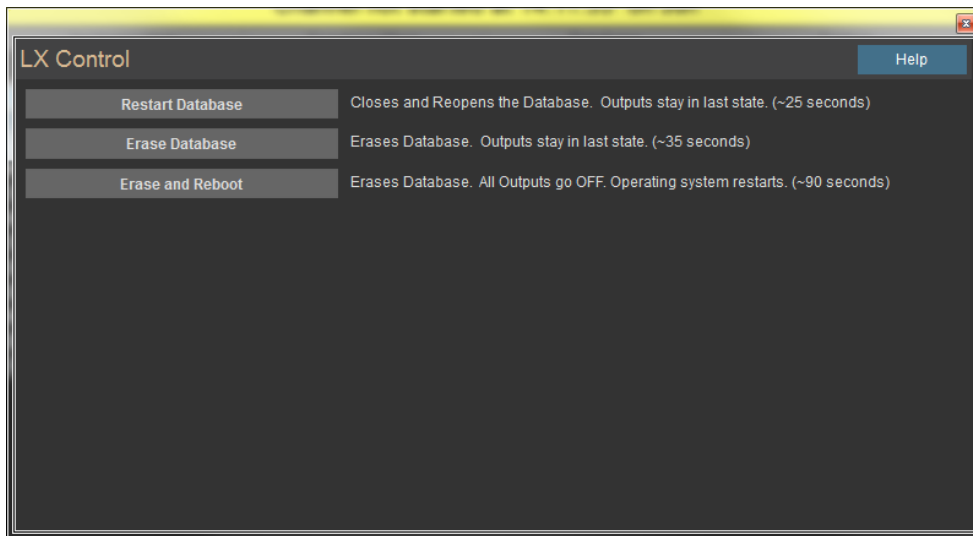 LX Control
Help
Restart Database Closes and Reopens the Database. Outputs stay in last state. (~25 seconds)
Erase Database Erases Database. Outputs stay in last state. (~35 seconds)
Erase and Reboot Erases Database. All Outputs go OFF. Operating system restarts. (~90 seconds)